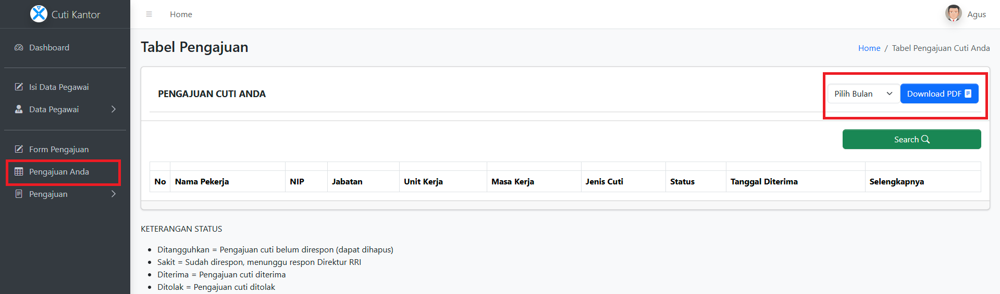 Cuti Kantor
Home
Agus
Dashboard
Isi Data Pegawai
Data Pegawai
Form Pengajuan
Pengajuan Anda
Pengajuan
Tabel Pengajuan
Home / Tabel Pengajuan Cuti Anda
PENGAJUAN CUTI ANDA
Pilih Bulan
Download PDF
Search
No Nama Pekerja NIP Jabatan Unit Kerja Masa Kerja Jenis Cuti Status Tanggal Diterima Selengkapnya
KETERANGAN STATUS
• Ditangguhkan = Pengajuan cuti belum direspon (dapat dihapus)
• Sakit = Sudah direspon, menunggu respon Direktur RRI
• Diterima = Pengajuan cuti diterima
• Ditolak = Pengajuan cuti ditolak